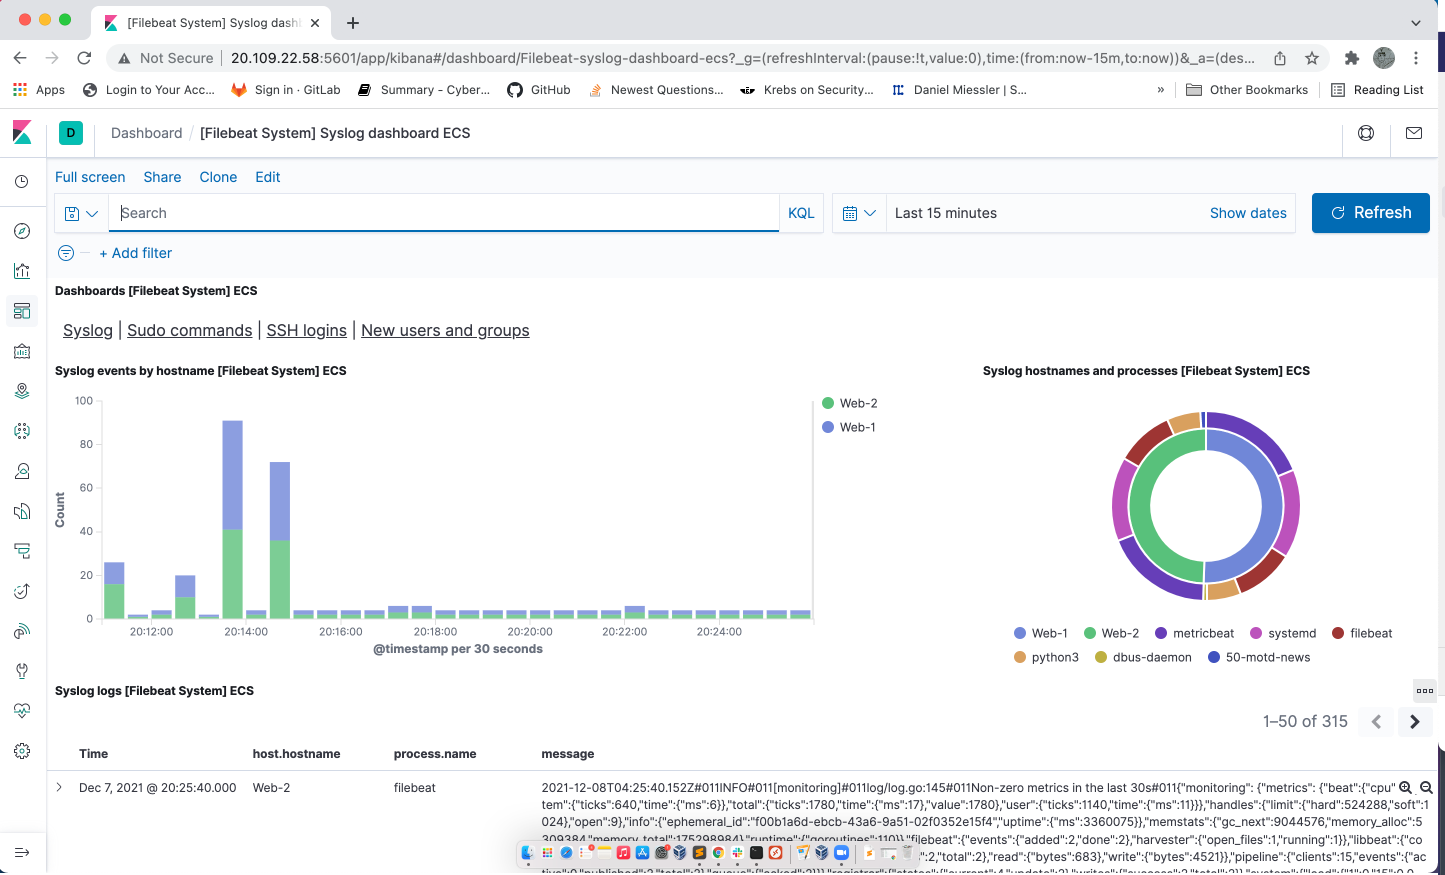 [Filebeat System] Syslog dash
Not Secure | 20.109.22.58:5601/app/kibana#/dashboard/Filebeat-syslog-dashboard-ecs?_g=(refreshInterval:(pause:!t,value:0),time:(from:now-15m,to:now))&_a=(des...
Apps Login to Your Acc... Sign in · GitLab Summary - Cyber... GitHub Newest Questions... Krebs on Security... Daniel Miessler | S... » Other Bookmarks Reading List
D Dashboard / [Filebeat System] Syslog dashboard ECS
Full screen Share Clone Edit
Search KQL Last 15 minutes Show dates Refresh
+ Add filter
Dashboards [Filebeat System] ECS
Syslog | Sudo commands | SSH logins | New users and groups
Syslog events by hostname [Filebeat System] ECS
100
80
60
40
20
0
Count
20:12:00 20:14:00 20:16:00 20:18:00 20:20:00 20:22:00 20:24:00
@timestamp per 30 seconds
Web-2
Web-1
Syslog hostnames and processes [Filebeat System] ECS
Web-1 Web-2 metricbeat systemd filebeat
python3 dbus-daemon 50-motd-news
Syslog logs [Filebeat System] ECS
1–50 of 315
Time host.hostname process.name message
Dec 7, 2021 @ 20:25:40.000 Web-2 filebeat 2021-12-08T04:25:40.152Z#011INFO#011[monitoring]#011log/log.go:145#011Non-zero metrics in the last 30s#011{"monitoring": {"metrics": {"beat":{"cpu"
tem":{"ticks":640,"time":{"ms":6}},"total":{"ticks":1780,"time":{"ms":17},"value":1780},"user":{"ticks":1140,"time":{"ms":11}}},"handles":{"limit":{"hard":524288,"soft":1
024},"open":9},"info":{"ephemeral_id":"f00b1a6d-ebcb-43a6-9a51-02f0352e15f4","uptime":{"ms":3360075}},"memstats":{"gc_next":9044576,"memory_alloc":5
309384,"memory_total":175298984},"runtime":{"goroutines":110}},"filebeat":{"events":{"added":2,"done":2},"harvester":{"open_files":1,"running":1}},"libbeat":{"co
:2,"total":2},"read":{"bytes":683},"write":{"bytes":4521}},"pipeline":{"clients":15,"events":{"ac